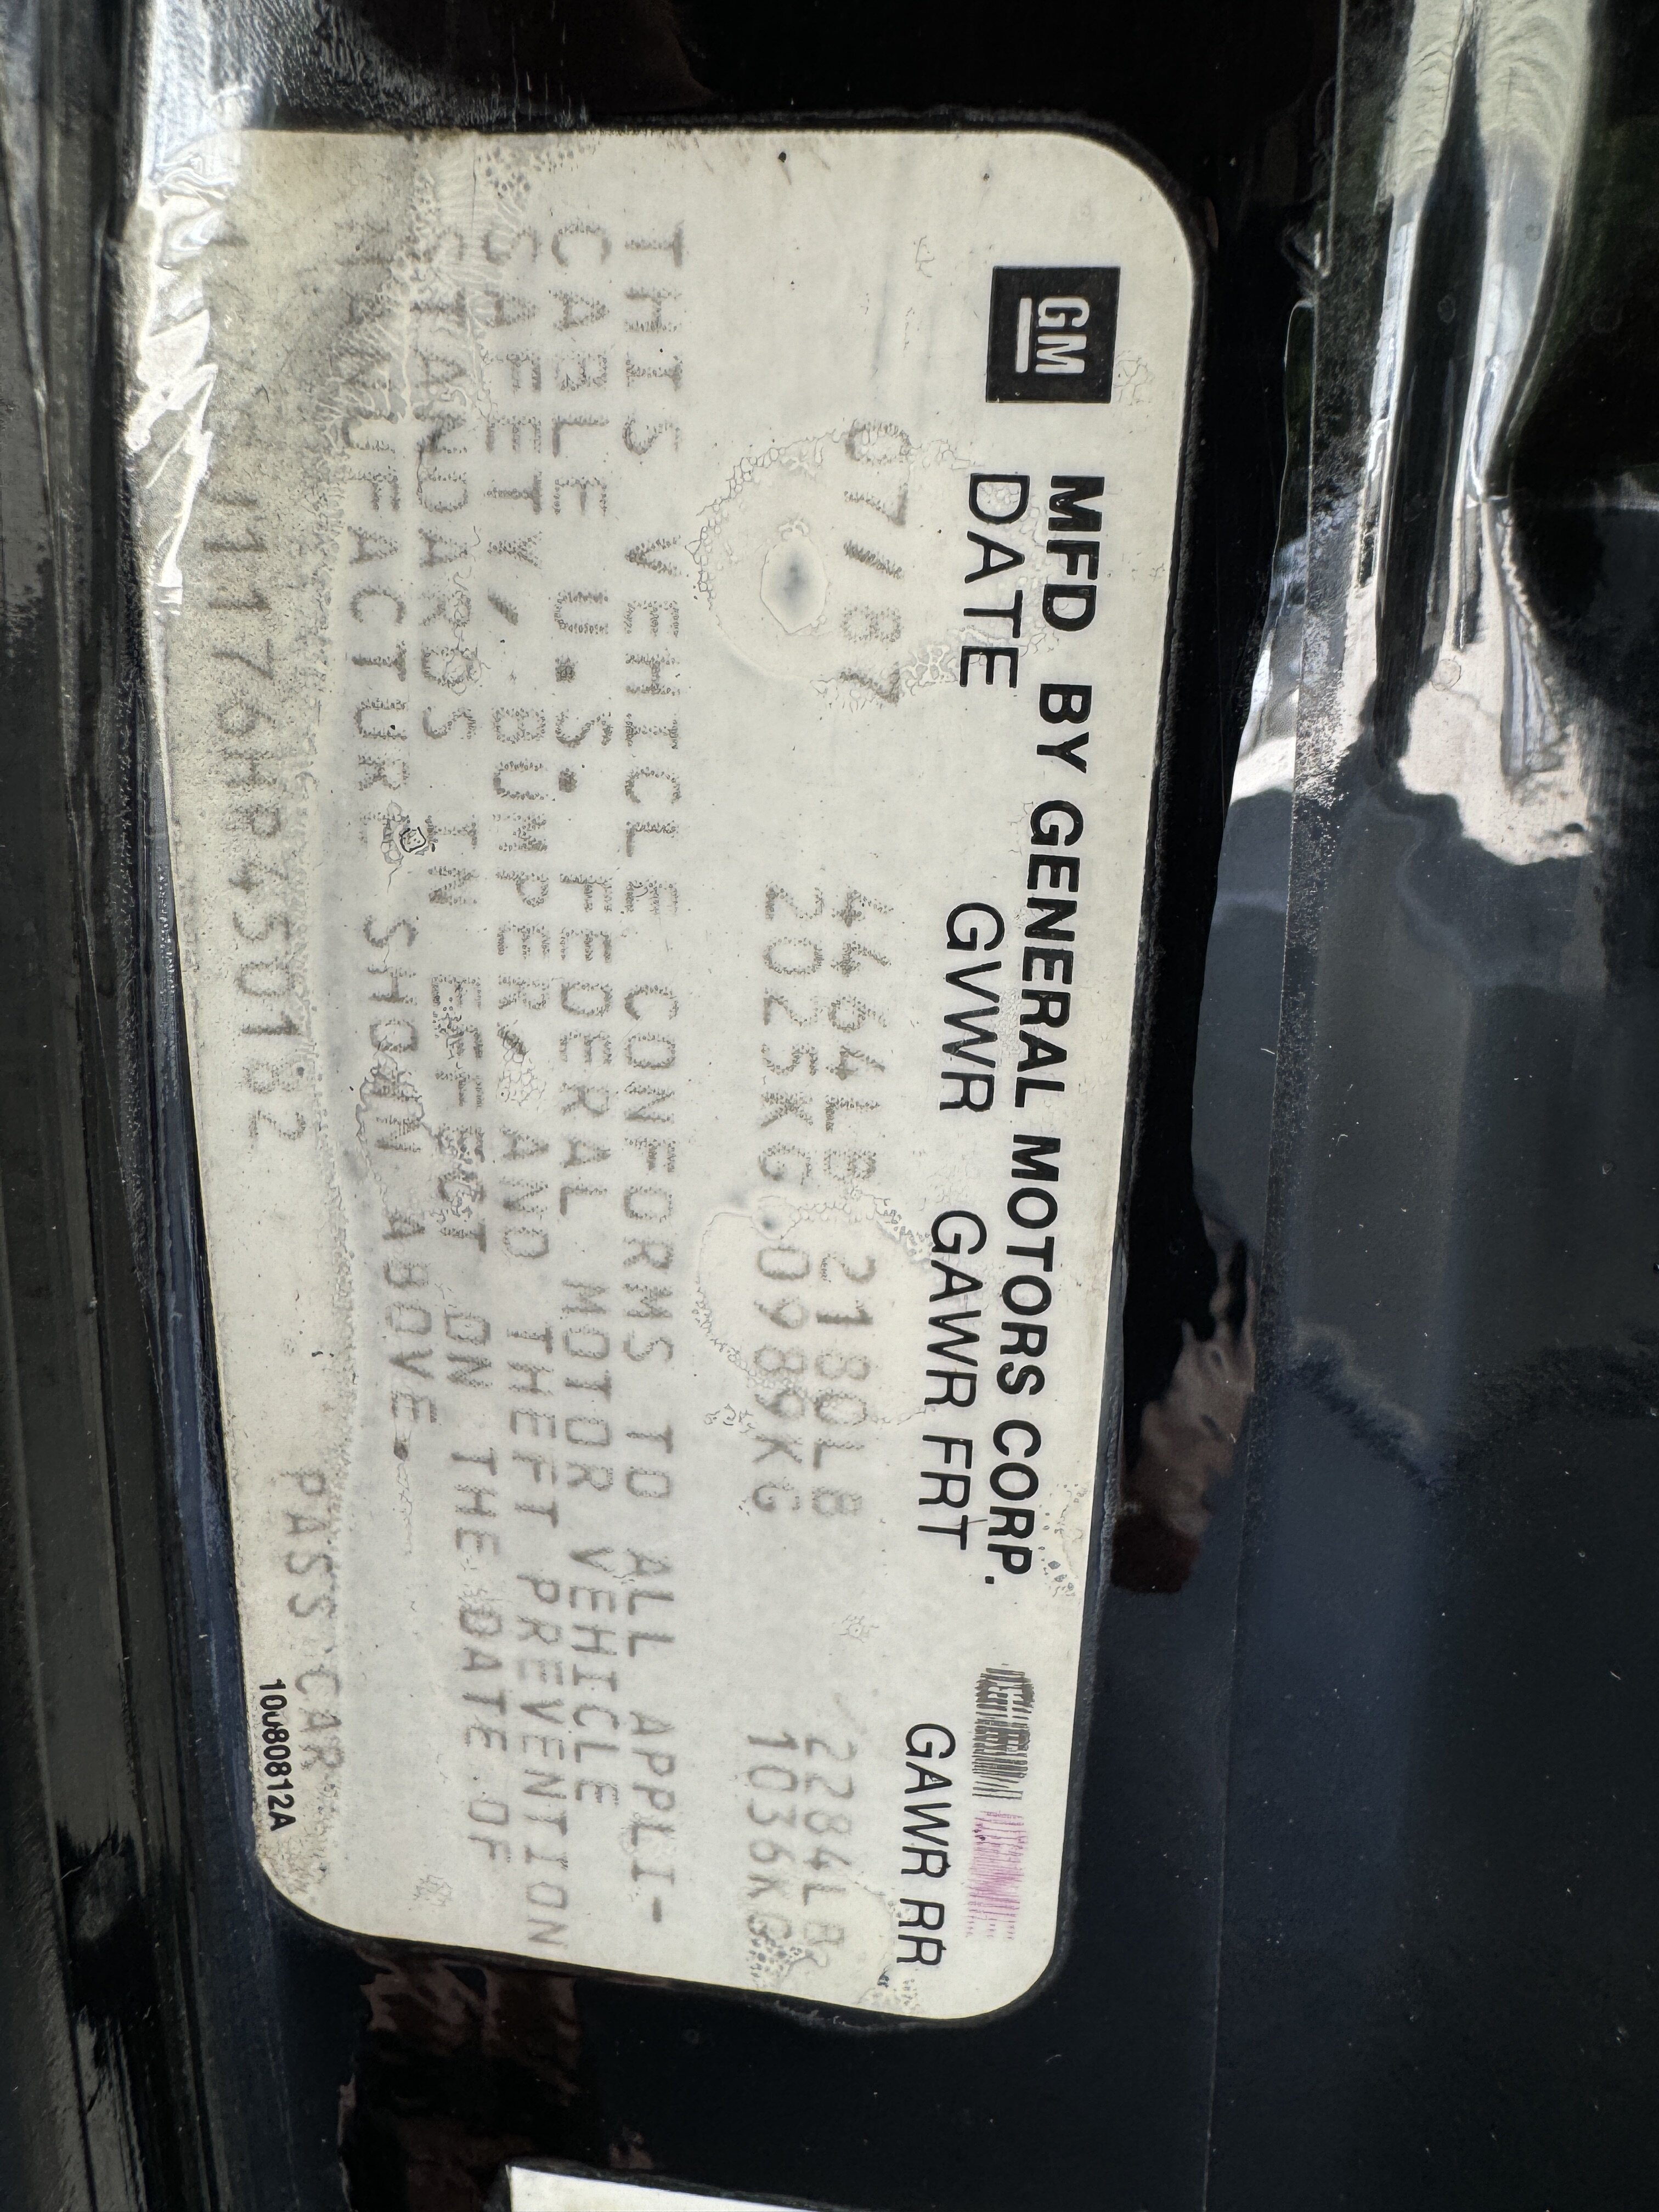 GM MFD BY GENERAL MOTORS CORP.
DATE GVWR GAWR FRT GAWR RR
07/87 4464LB 2180LB 2284LB
2025KG 0989KG 1036KG
THIS VEHICLE CONFORMS TO ALL APPLI-
CABLE U.S. FEDERAL MOTOR VEHICLE
SAFETY, BUMPER, AND THEFT PREVENTION
STANDARDS IN EFFECT ON THE DATE OF
MANUFACTURE SHOWN ABOVE.
PASS CAR
10080812A